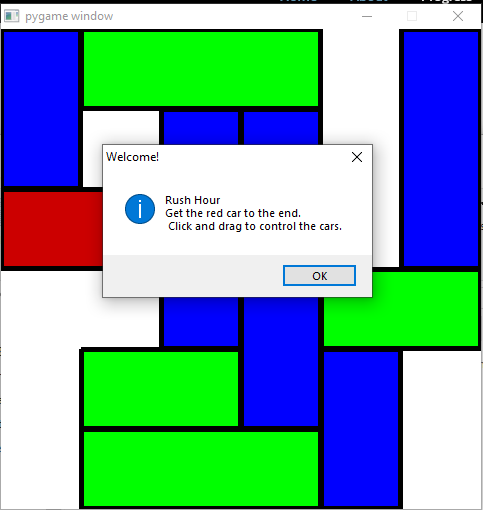 pygame window
Welcome!
Rush Hour
Get the red car to the end.
Click and drag to control the cars.
OK